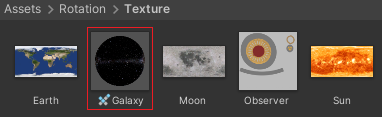 Assets > Rotation > Texture
Earth Galaxy Moon Observer Sun